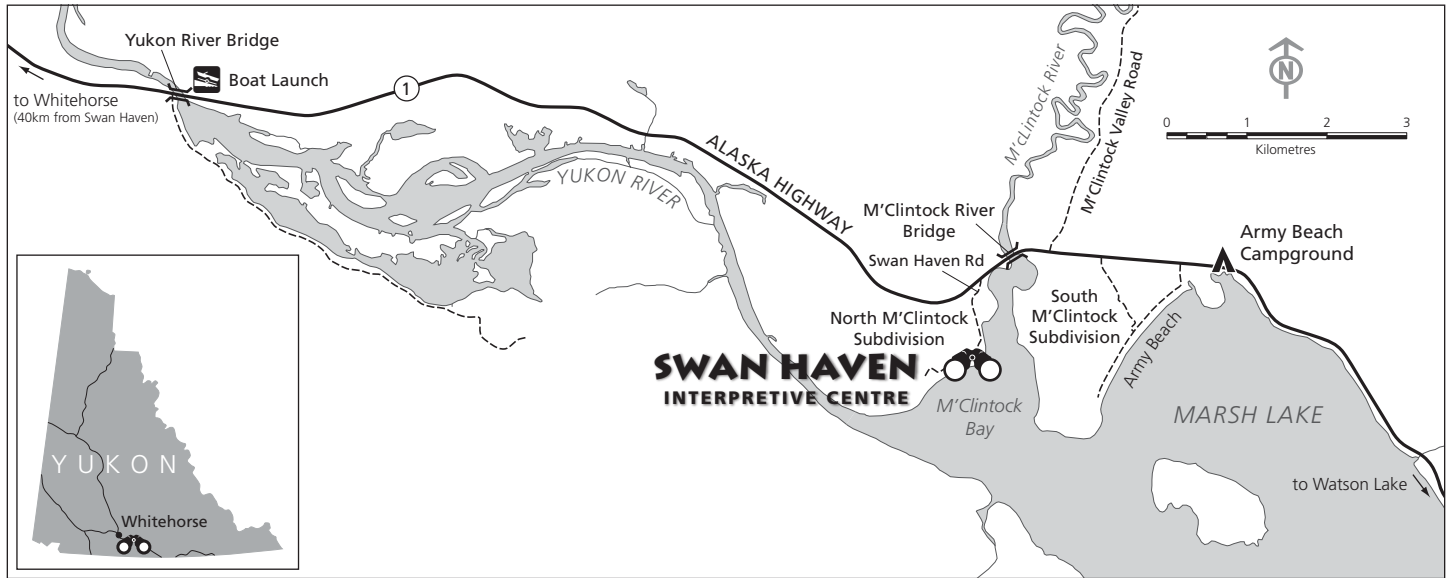 Yukon River Bridge
Boat Launch
to Whitehorse
(40km from Swan Haven)
1
ALASKA HIGHWAY
YUKON RIVER
M'Clintock River
M'Clintock Valley Road
N
0 1 2 3
Kilometres
M'Clintock River
Bridge
Swan Haven Rd
Army Beach
Campground
North M'Clintock
Subdivision
South
M'Clintock
Subdivision
Army Beach
SWAN HAVEN
INTERPRETIVE CENTRE
M'Clintock
Bay
MARSH LAKE
to Watson Lake
YUKON
Whitehorse